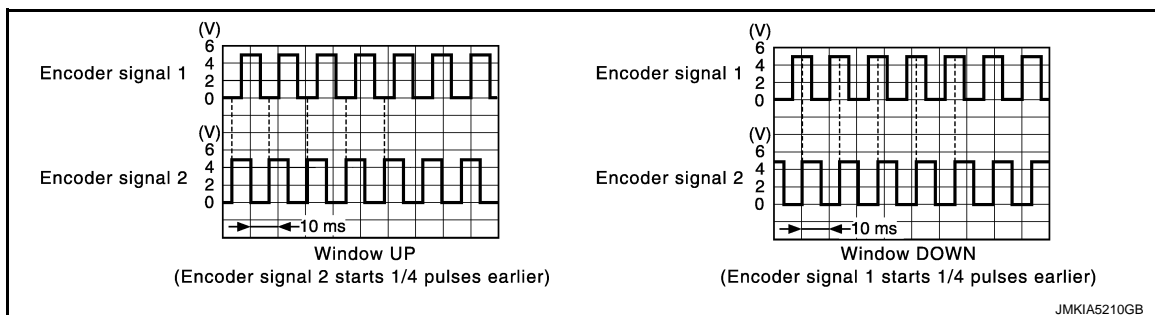 (V)
6
4
2
0
Encoder signal 1
(V)
6
4
2
0
Encoder signal 2
10 ms
Window UP
(Encoder signal 2 starts 1/4 pulses earlier)
(V)
6
4
2
0
Encoder signal 1
(V)
6
4
2
0
Encoder signal 2
10 ms
Window DOWN
(Encoder signal 1 starts 1/4 pulses earlier)
JMKIA5210GB